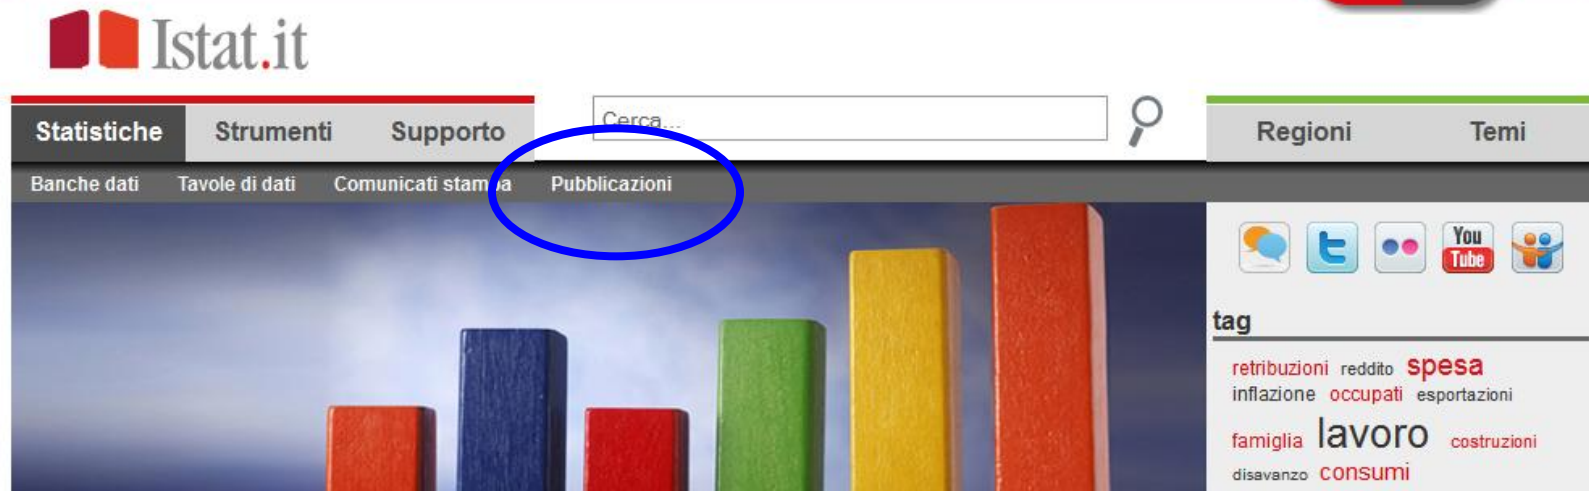 Istat.it
Statistiche Strumenti Supporto Cerca... Regioni Temi
Banche dati Tavole di dati Comunicati stampa Pubblicazioni
You
Tube
tag
retribuzioni reddito spesa
inflazione occupati esportazioni
famiglia lavoro costruzioni
disavanzo consumi